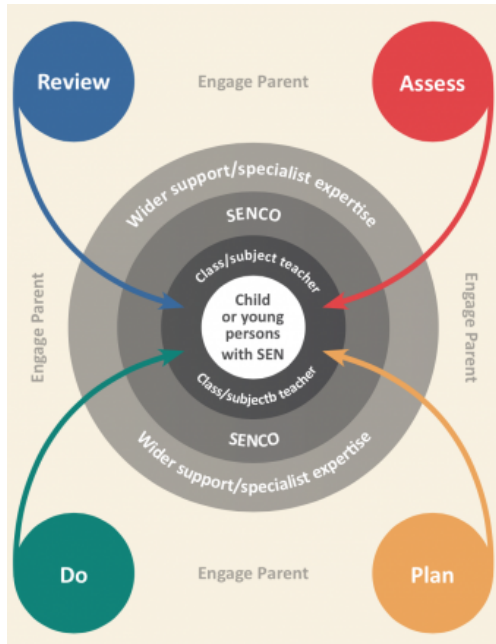 Review
Engage Parent
Assess
Wider support/specialist expertise
SENCO
Class/subject teacher
Child
or young
persons
with SEN
Engage Parent
Engage Parent
Class/subjectb teacher
SENCO
Wider support/specialist expertise
Do
Engage Parent
Plan